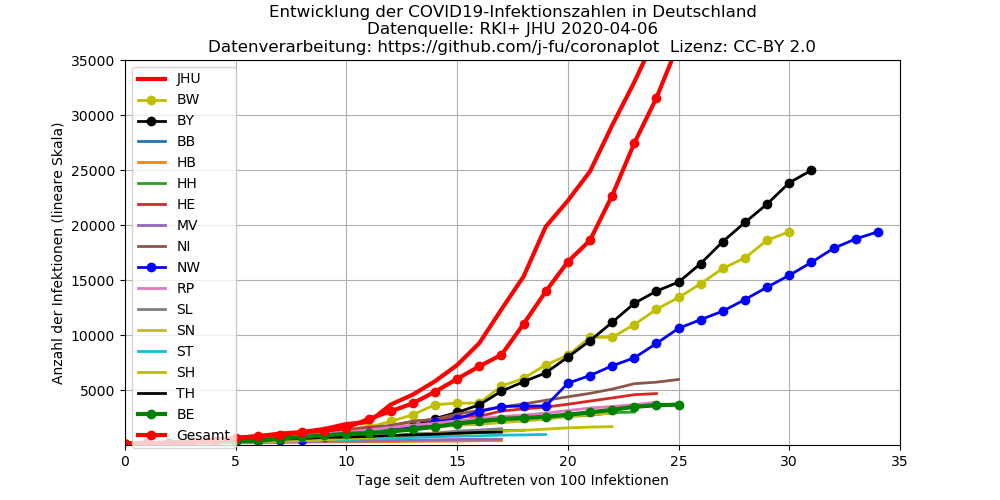 Entwicklung der COVID19-Infektionszahlen in Deutschland
Datenquelle: RKI+ JHU 2020-04-06
Datenverarbeitung: https://github.com/j-fu/coronaplot  Lizenz: CC-BY 2.0
Anzahl der Infektionen (lineare Skala)
35000
30000
25000
20000
15000
10000
5000
JHU
BW
BY
BB
HB
HH
HE
MV
NI
NW
RP
SL
SN
ST
SH
TH
BE
Gesamt
0 5 10 15 20 25 30 35
Tage seit dem Auftreten von 100 Infektionen